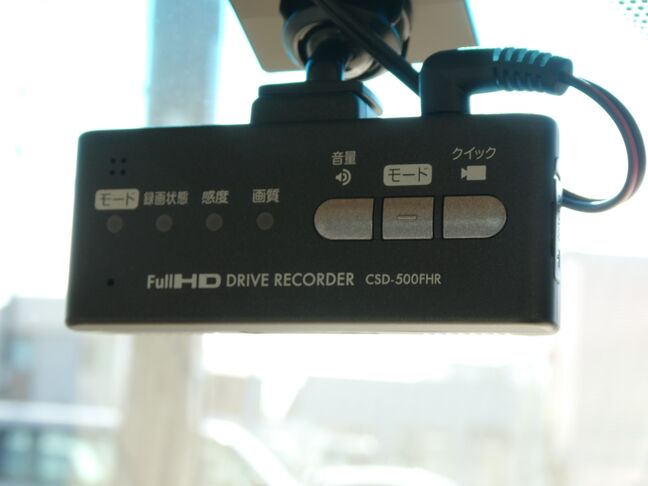 音量
モード
クイック
モード
録画状態
感度
画質
FullHD DRIVE RECORDER CSD-500FHR